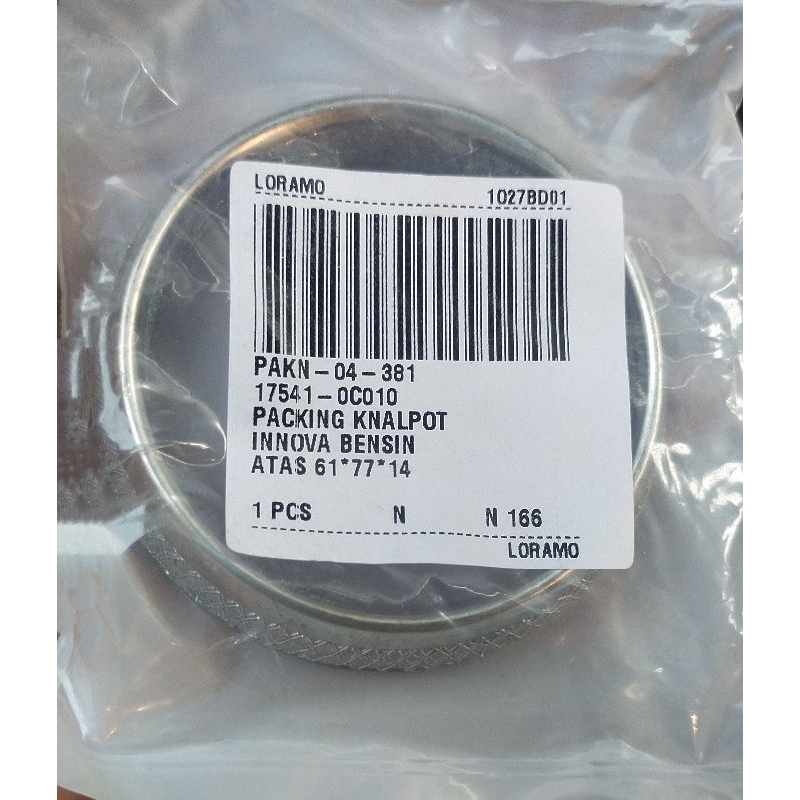 LORAMO 1027BD01
PAKN-04-381
17541-0C010
PACKING KNALPOT
INNOVA BENSIN
ATAS 61*77*14
1 PCS N N 166
LORAMO